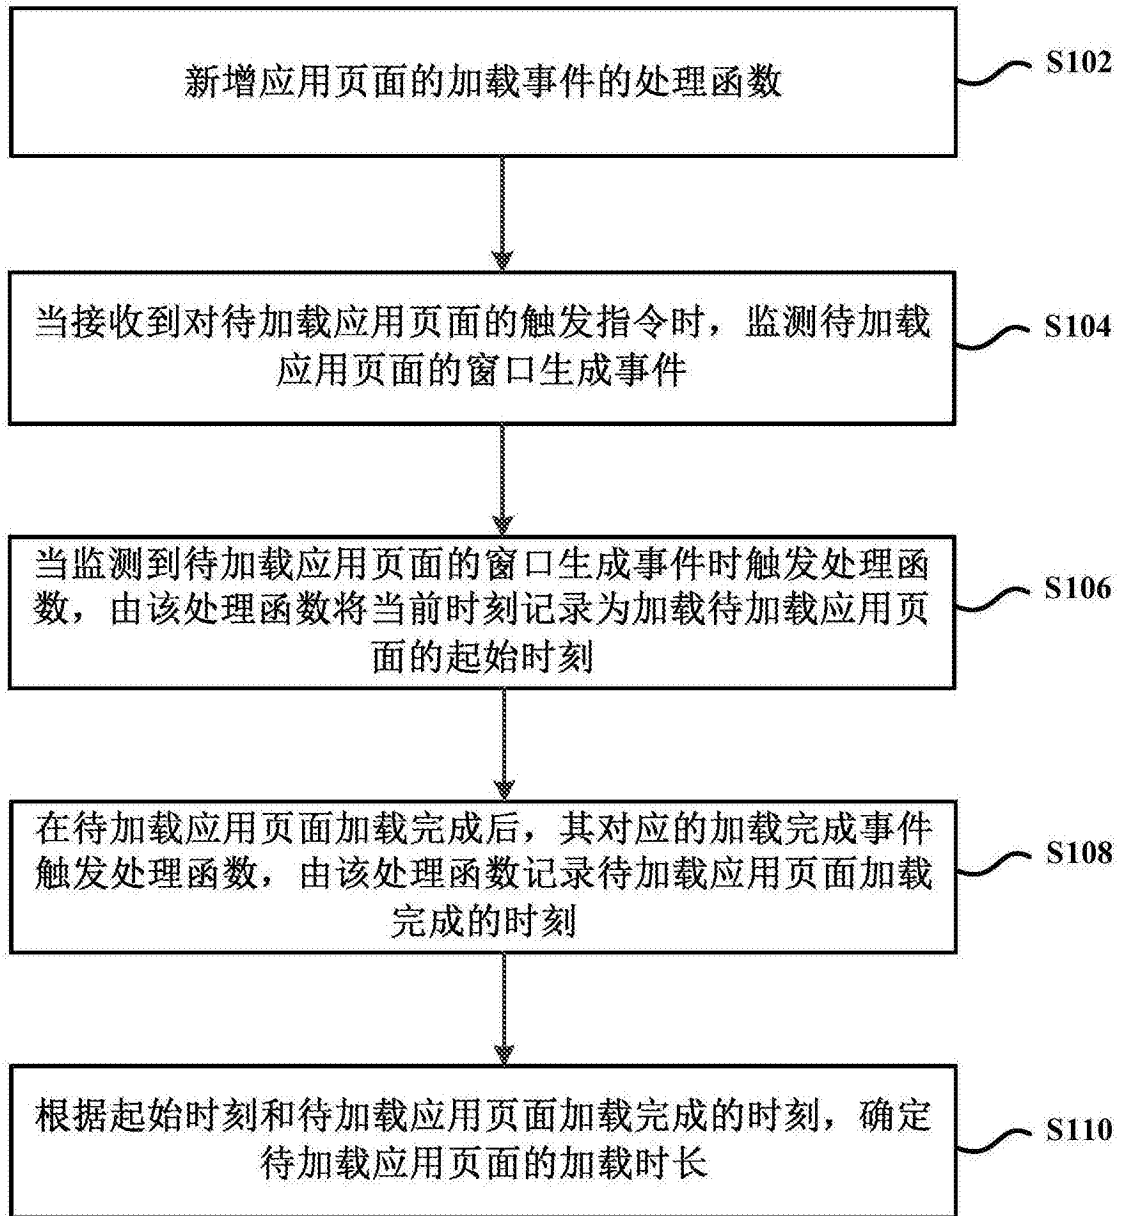 新增应用页面的加载事件的处理函数
S102
当接收到对待加载应用页面的触发指令时，监测待加载
应用页面的窗口生成事件
S104
当监测到待加载应用页面的窗口生成事件时触发处理函
数，由该处理函数将当前时刻记录为加载待加载应用页
面的起始时刻
S106
在待加载应用页面加载完成后，其对应的加载完成事件
触发处理函数，由该处理函数记录待加载应用页面加载
完成的时刻
S108
根据起始时刻和待加载应用页面加载完成的时刻，确定
待加载应用页面的加载时长
S110